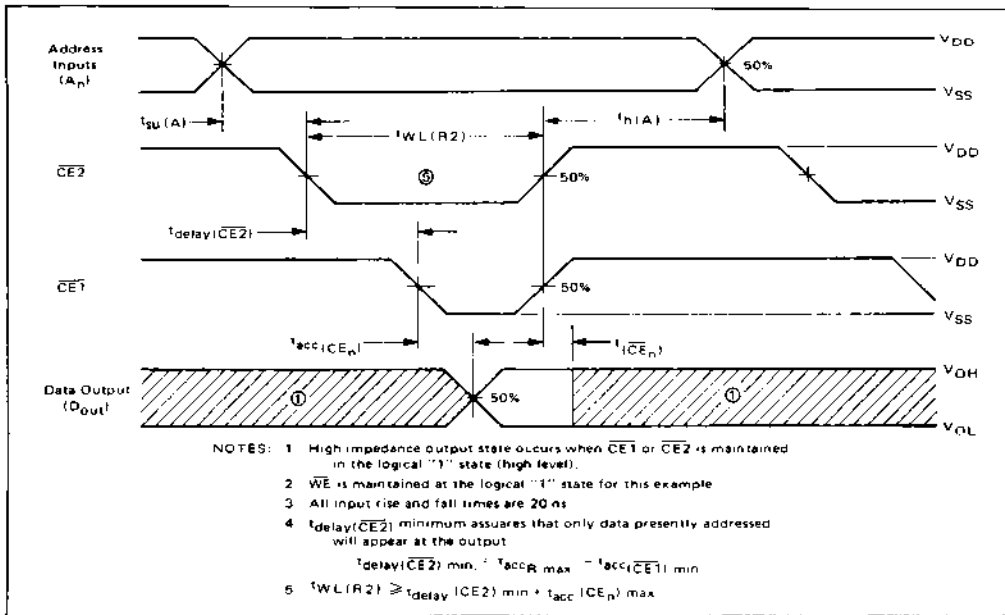 Address Inputs (An)
VDD
50%
VSS
tsu(A)
tWL(R2)
th(A)
CE2
⑤
50%
VDD
VSS
tdelay(CE2)
CE1
50%
VDD
VSS
tacc(CEn)
t(CEn)
Data Output (Dout)
①
50%
①
VOH
VOL
NOTES: 1 High impedance output state occurs when CE1 or CE2 is maintained
in the logical "1" state (high level).
2 WE is maintained at the logical "1" state for this example
3 All input rise and fall times are 20 ns
4 tdelay(CE2) minimum assuares that only data presently addressed
will appear at the output
tdelay(CE2) min. = taccR max − tacc(CE1) min
5 tWL(R2) ≥ tdelay (CE2) min + tacc (CEn) max